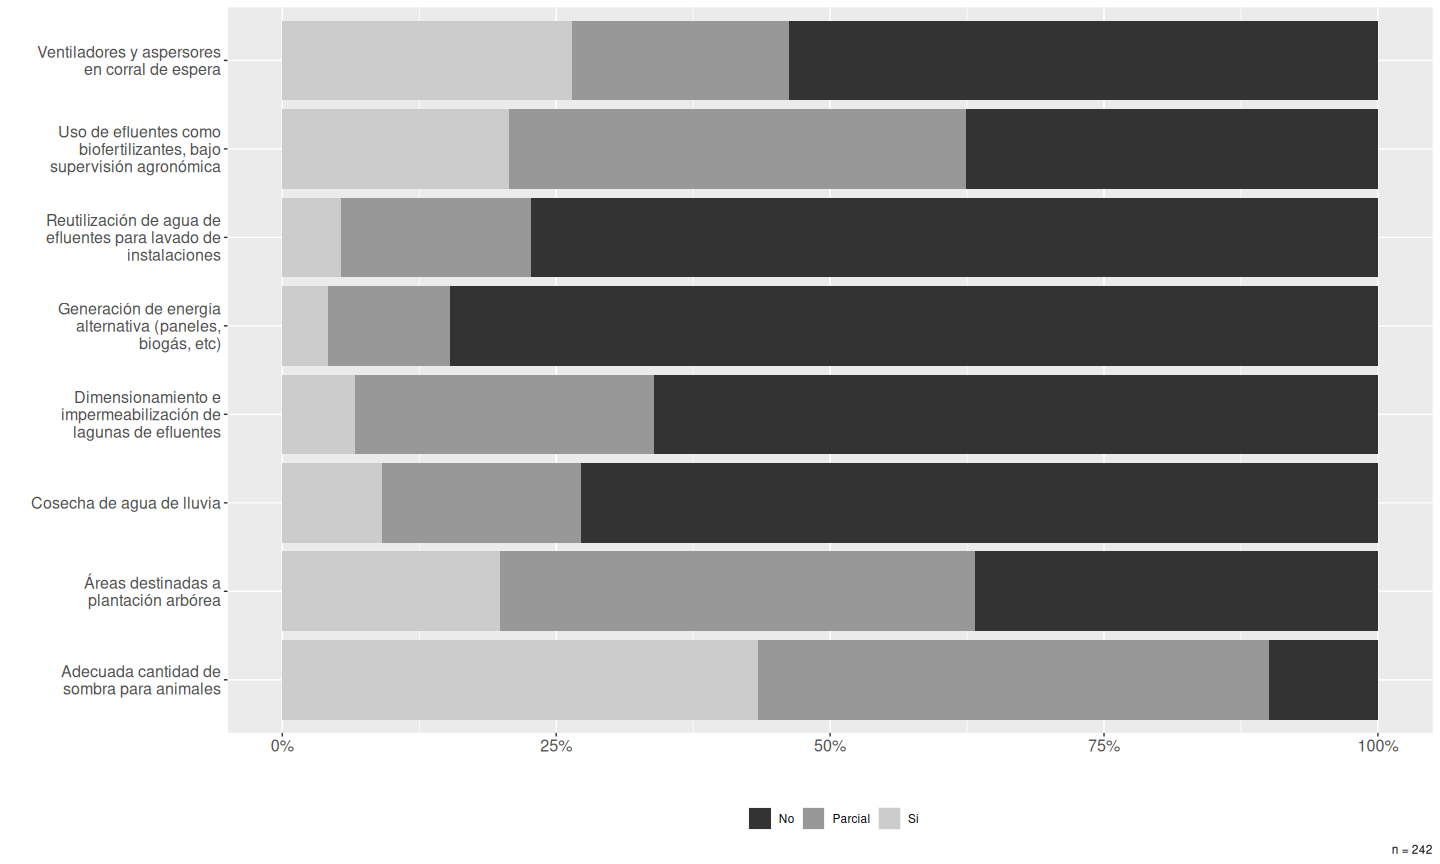 Ventiladores y aspersores
en corral de espera
Uso de efluentes como
biofertilizantes, bajo
supervisión agronómica
Reutilización de agua de
efluentes para lavado de
instalaciones
Generación de energía
alternativa (paneles,
biogás, etc)
Dimensionamiento e
impermeabilización de
lagunas de efluentes
Cosecha de agua de lluvia
Áreas destinadas a
plantación arbórea
Adecuada cantidad de
sombra para animales
0% 25% 50% 75% 100%
No Parcial Si
n = 242